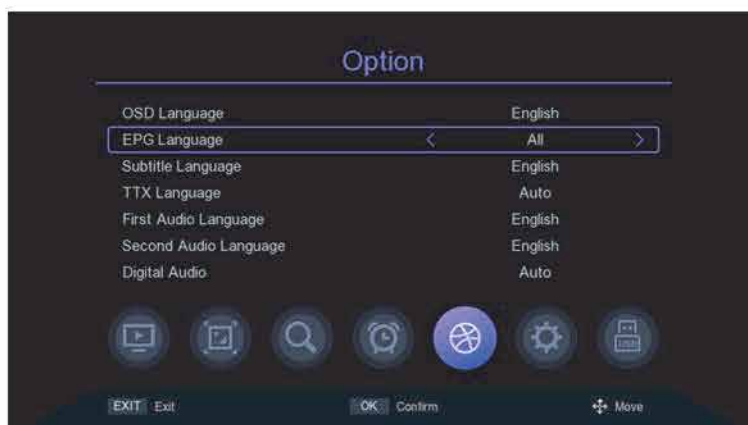 Option
OSD Language English
EPG Language < All >
Subtitle Language English
TTX Language Auto
First Audio Language English
Second Audio Language English
Digital Audio Auto
EXIT Exit OK Confirm Move